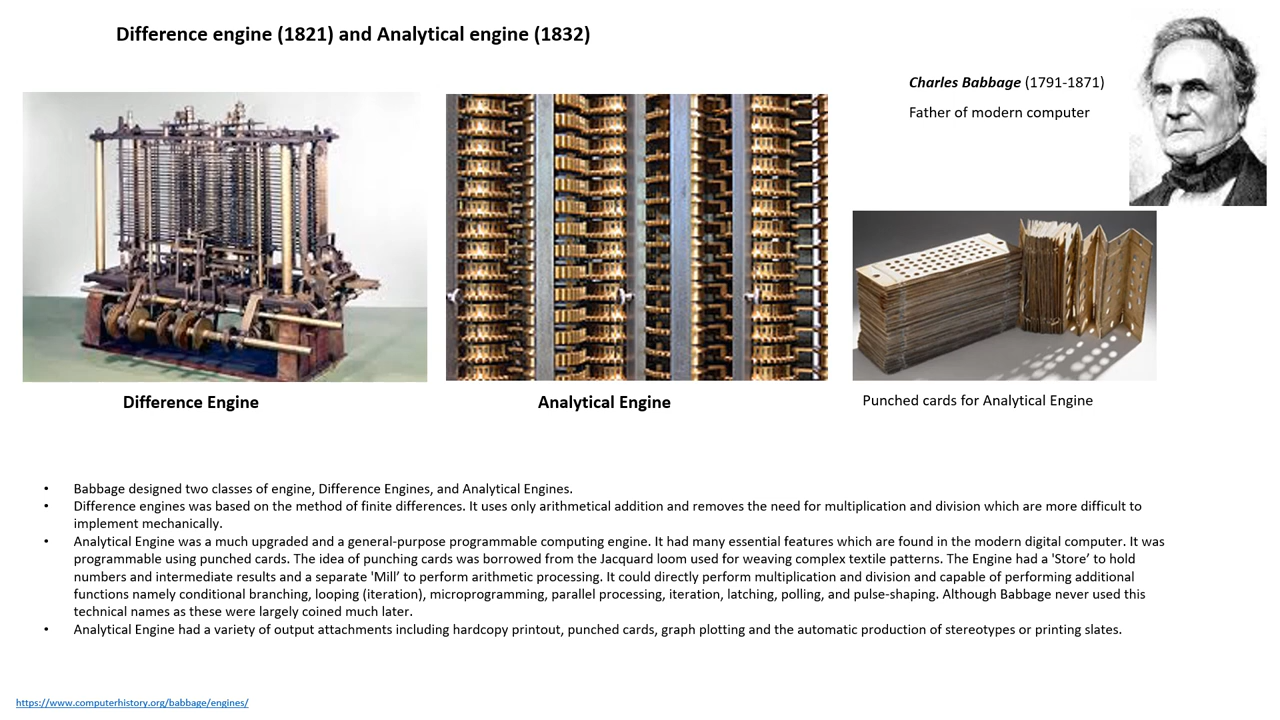 Difference engine (1821) and Analytical engine (1832)
Charles Babbage (1791-1871)
Father of modern computer
Difference Engine
Analytical Engine
Punched cards for Analytical Engine
• Babbage designed two classes of engine, Difference Engines, and Analytical Engines.
• Difference engines was based on the method of finite differences. It uses only arithmetical addition and removes the need for multiplication and division which are more difficult to
implement mechanically.
• Analytical Engine was a much upgraded and a general-purpose programmable computing engine. It had many essential features which are found in the modern digital computer. It was
programmable using punched cards. The idea of punching cards was borrowed from the Jacquard loom used for weaving complex textile patterns. The Engine had a 'Store’ to hold
numbers and intermediate results and a separate 'Mill’ to perform arithmetic processing. It could directly perform multiplication and division and capable of performing additional
functions namely conditional branching, looping (iteration), microprogramming, parallel processing, iteration, latching, polling, and pulse-shaping. Although Babbage never used this
technical names as these were largely coined much later.
• Analytical Engine had a variety of output attachments including hardcopy printout, punched cards, graph plotting and the automatic production of stereotypes or printing slates.
https://www.computerhistory.org/babbage/engines/